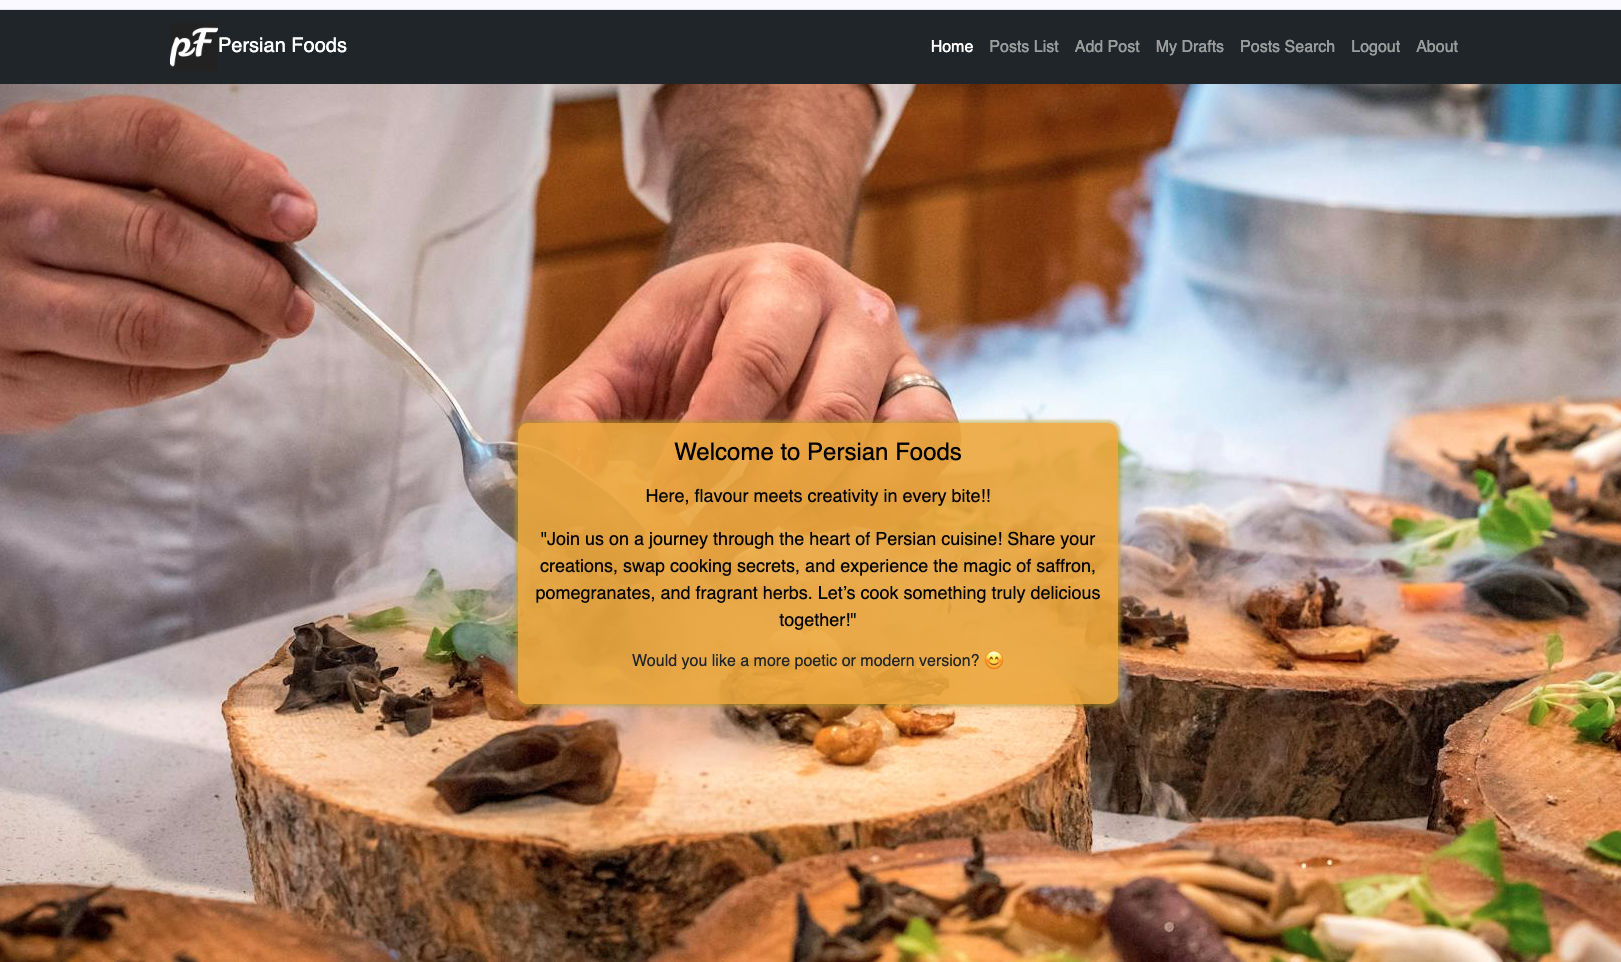 pF Persian Foods
Home Posts List Add Post My Drafts Posts Search Logout About
Welcome to Persian Foods
Here, flavour meets creativity in every bite!!
"Join us on a journey through the heart of Persian cuisine! Share your
creations, swap cooking secrets, and experience the magic of saffron,
pomegranates, and fragrant herbs. Let’s cook something truly delicious
together!"
Would you like a more poetic or modern version? 😊